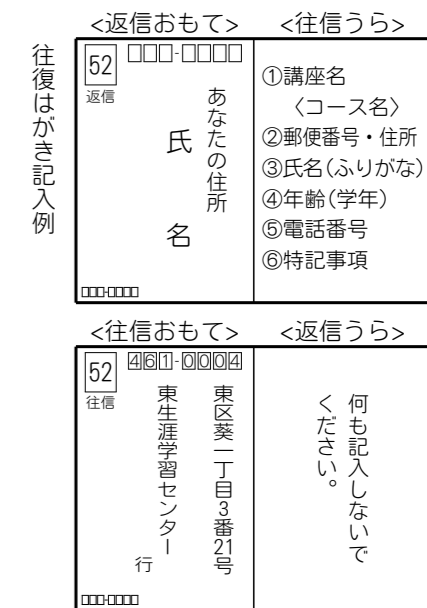 往復はがき記入例
<返信おもて>
52
返信
□□□-□□□□
あなたの住所
氏 名
□□□-□□□□
<往信うら>
①講座名
〈コース名〉
②郵便番号・住所
③氏名(ふりがな)
④年齢(学年)
⑤電話番号
⑥特記事項
<往信おもて>
52
往信
461-0004
東区葵一丁目3番21号
東生涯学習センター
行
□□□-□□□□
<返信うら>
何も記入しないで
ください。